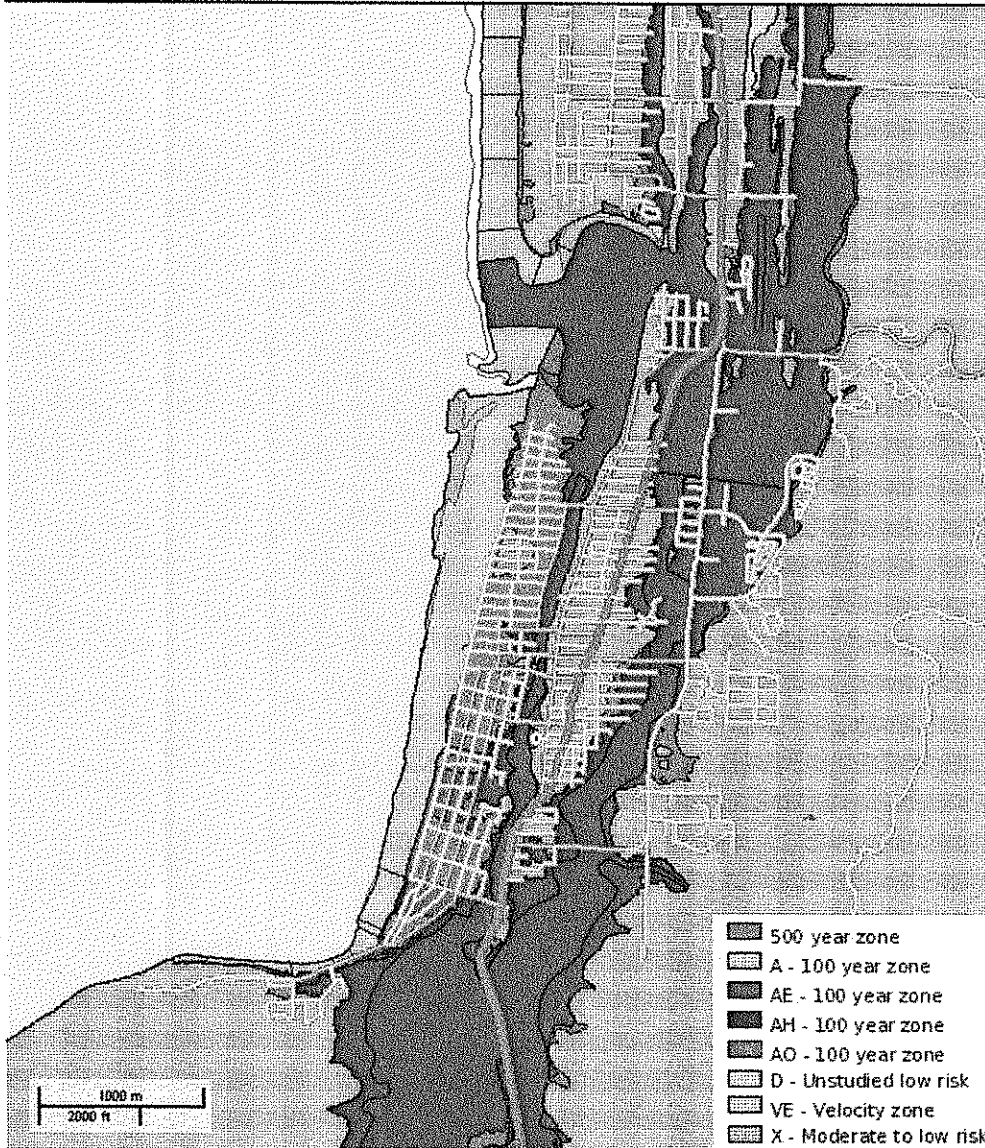 500 year zone
A - 100 year zone
AE - 100 year zone
AH - 100 year zone
AO - 100 year zone
D - Unstudied low risk
VE - Velocity zone
X - Moderate to low risk
1000 m
2000 ft